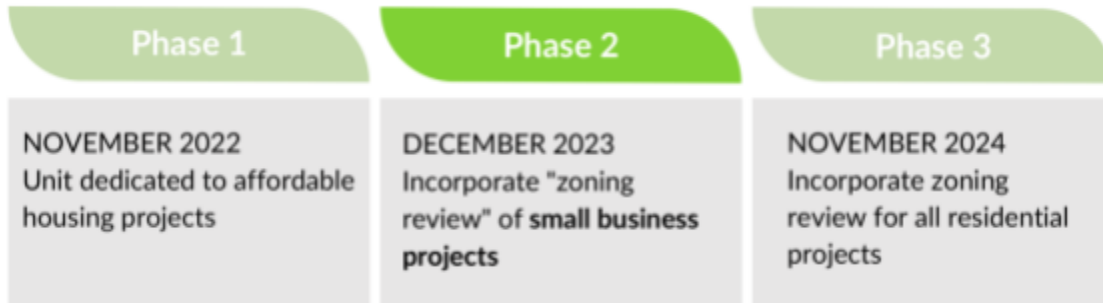 Phase 1
NOVEMBER 2022
Unit dedicated to affordable
housing projects
Phase 2
DECEMBER 2023
Incorporate "zoning
review" of small business
projects
Phase 3
NOVEMBER 2024
Incorporate zoning
review for all residential
projects